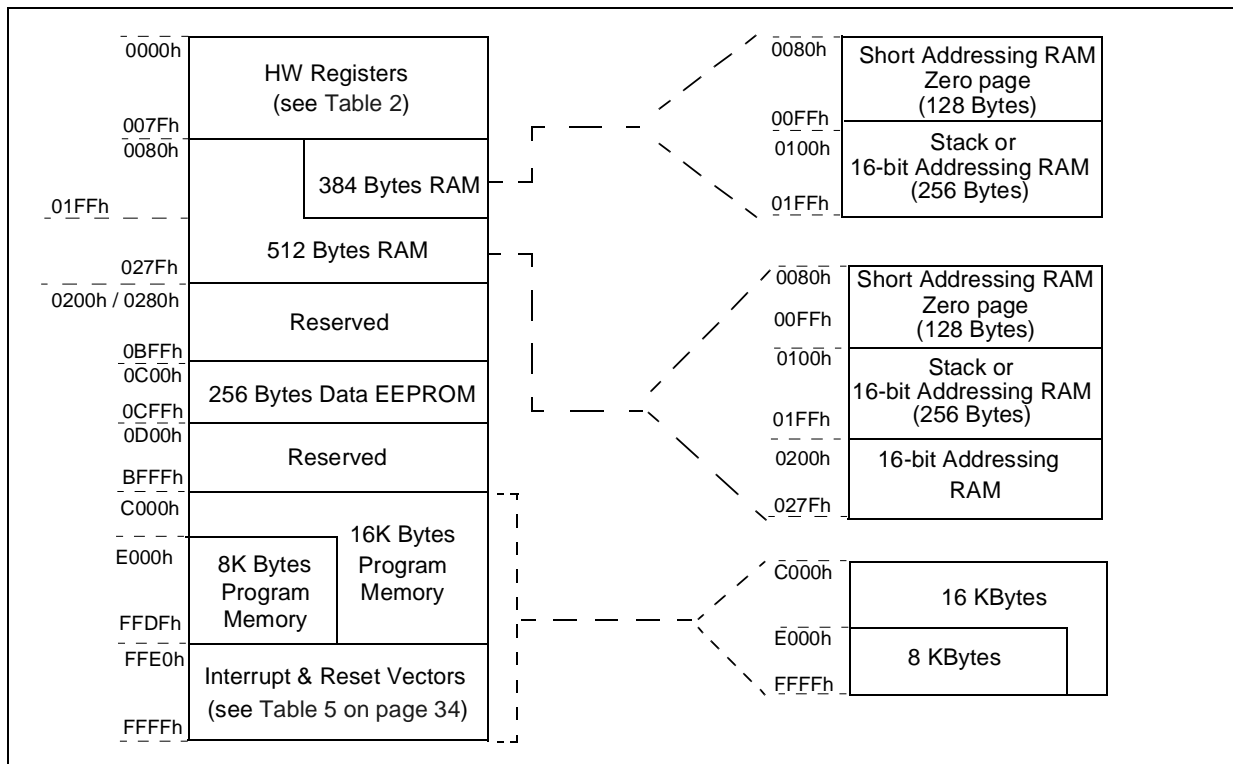 0000h
HW Registers
(see Table 2)
007Fh
0080h
384 Bytes RAM
01FFh
512 Bytes RAM
027Fh
0200h / 0280h
Reserved
0BFFh
0C00h
256 Bytes Data EEPROM
0CFFh
0D00h
Reserved
BFFFh
C000h
16K Bytes
Program
Memory
E000h
8K Bytes
Program
Memory
FFDFh
FFE0h
Interrupt & Reset Vectors
(see Table 5 on page 34)
FFFFh
0080h
Short Addressing RAM
Zero page
(128 Bytes)
00FFh
0100h
Stack or
16-bit Addressing RAM
(256 Bytes)
01FFh
0080h
Short Addressing RAM
Zero page
(128 Bytes)
00FFh
0100h
Stack or
16-bit Addressing RAM
(256 Bytes)
01FFh
0200h
16-bit Addressing
RAM
027Fh
C000h
16 KBytes
E000h
8 KBytes
FFFFh